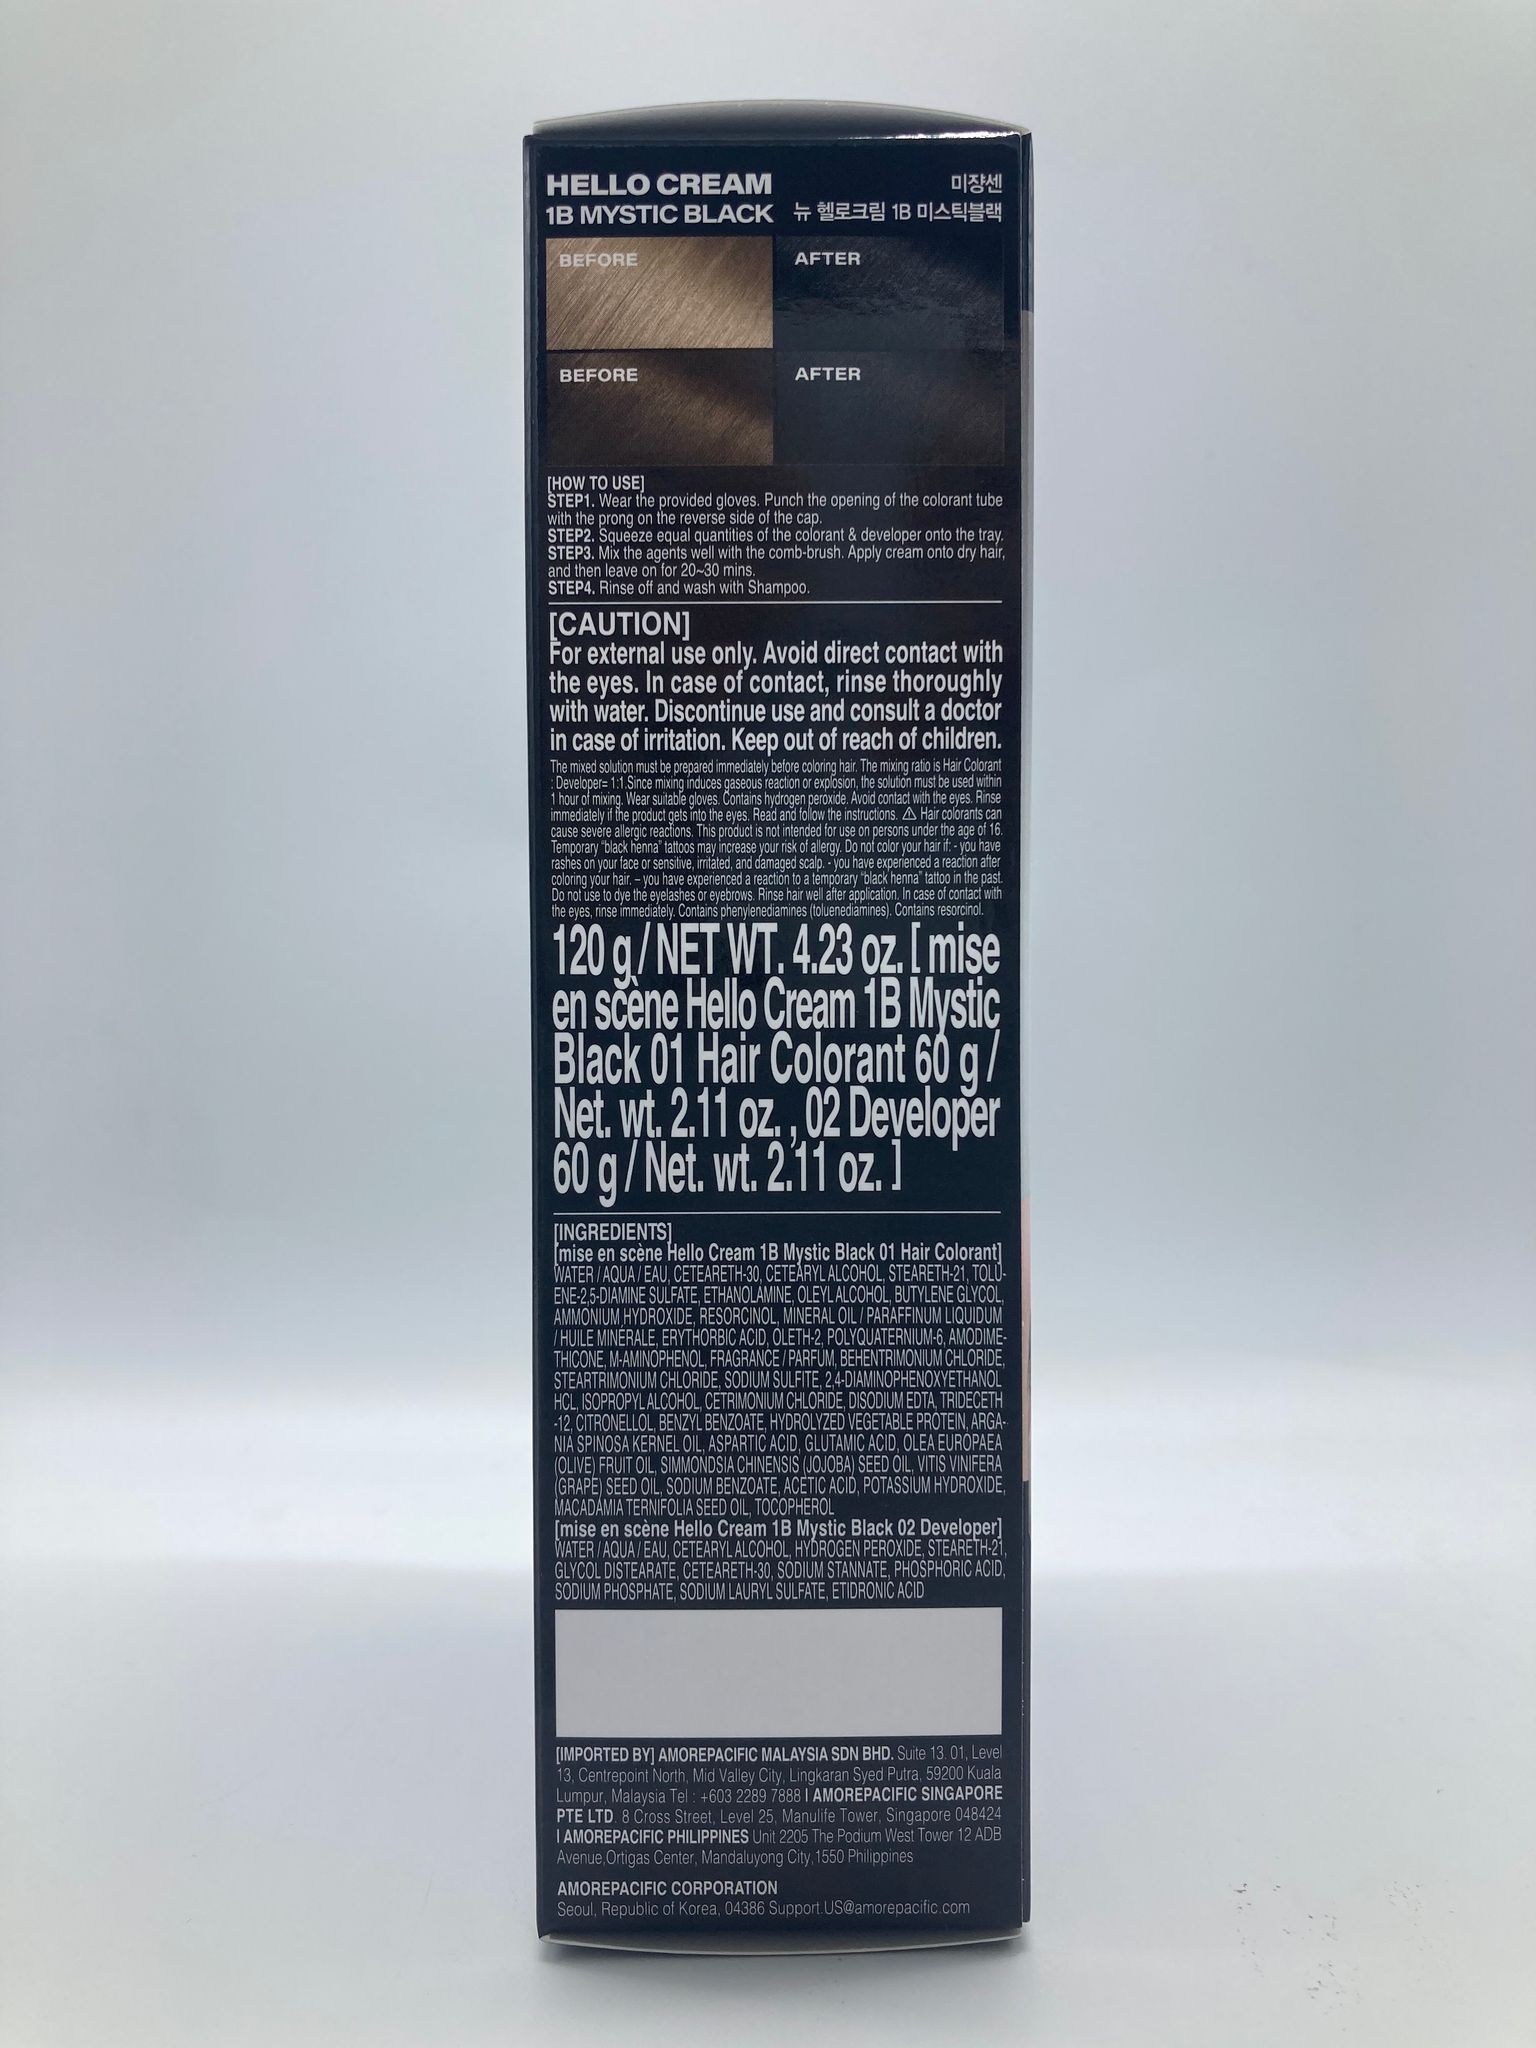 HELLO CREAM
미쟝센
1B MYSTIC BLACK
뉴 헬로크림 1B 미스틱블랙
BEFORE
AFTER
BEFORE
AFTER
[HOW TO USE]
STEP1. Wear the provided gloves. Punch the opening of the colorant tube
with the prong on the reverse side of the cap.
STEP2. Squeeze equal quantities of the colorant & developer onto the tray.
STEP3. Mix the agents well with the comb-brush. Apply cream onto dry hair,
and then leave on for 20~30 mins.
STEP4. Rinse off and wash with Shampoo.
[CAUTION]
For external use only. Avoid direct contact with
the eyes. In case of contact, rinse thoroughly
with water. Discontinue use and consult a doctor
in case of irritation. Keep out of reach of children.
The mixed solution must be prepared immediately before coloring hair. The mixing ratio is Hair Colorant
: Developer= 1:1.Since mixing induces gaseous reaction or explosion, the solution must be used within
1 hour of mixing. Wear suitable gloves. Contains hydrogen peroxide. Avoid contact with the eyes. Rinse
immediately if the product gets into the eyes. Read and follow the instructions. ⚠ Hair colorants can
cause severe allergic reactions. This product is not intended for use on persons under the age of 16.
Temporary "black henna" tattoos may increase your risk of allergy. Do not color your hair if: - you have
rashes on your face or sensitive, irritated, and damaged scalp. - you have experienced a reaction after
coloring your hair. – you have experienced a reaction to a temporary "black henna" tattoo in the past.
Do not use to dye the eyelashes or eyebrows. Rinse hair well after application. In case of contact with
the eyes, rinse immediately. Contains phenylenediamines (toluenediamines). Contains resorcinol.
120 g / NET WT. 4.23 oz. [ mise
en scène Hello Cream 1B Mystic
Black 01 Hair Colorant 60 g /
Net. wt. 2.11 oz. , 02 Developer
60 g / Net. wt. 2.11 oz. ]
[INGREDIENTS]
[mise en scène Hello Cream 1B Mystic Black 01 Hair Colorant]
WATER / AQUA / EAU, CETEARETH-30, CETEARYL ALCOHOL, STEARETH-21, TOLU-
ENE-2,5-DIAMINE SULFATE, ETHANOLAMINE, OLEYL ALCOHOL, BUTYLENE GLYCOL,
AMMONIUM HYDROXIDE, RESORCINOL, MINERAL OIL / PARAFFINUM LIQUIDUM
/ HUILE MINERALE, ERYTHORBIC ACID, OLETH-2, POLYQUATERNIUM-6, AMODIME-
THICONE, M-AMINOPHENOL, FRAGRANCE / PARFUM, BEHENTRIMONIUM CHLORIDE,
STEARTRIMONIUM CHLORIDE, SODIUM SULFITE, 2,4-DIAMINOPHENOXYETHANOL
HCL, ISOPROPYL ALCOHOL, CETRIMONIUM CHLORIDE, DISODIUM EDTA, TRIDECETH
-12, CITRONELLOL, BENZYL BENZOATE, HYDROLYZED VEGETABLE PROTEIN, ARGA-
NIA SPINOSA KERNEL OIL, ASPARTIC ACID, GLUTAMIC ACID, OLEA EUROPAEA
(OLIVE) FRUIT OIL, SIMMONDSIA CHINENSIS (JOJOBA) SEED OIL, VITIS VINIFERA
(GRAPE) SEED OIL, SODIUM BENZOATE, ACETIC ACID, POTASSIUM HYDROXIDE,
MACADAMIA TERNIFOLIA SEED OIL, TOCOPHEROL
[mise en scène Hello Cream 1B Mystic Black 02 Developer]
WATER / AQUA / EAU, CETEARYL ALCOHOL, HYDROGEN PEROXIDE, STEARETH-21,
GLYCOL DISTEARATE, CETEARETH-30, SODIUM STANNATE, PHOSPHORIC ACID,
SODIUM PHOSPHATE, SODIUM LAURYL SULFATE, ETIDRONIC ACID
[IMPORTED BY] AMOREPACIFIC MALAYSIA SDN BHD. Suite 13. 01, Level
13, Centrepoint North, Mid Valley City, Lingkaran Syed Putra, 59200 Kuala
Lumpur, Malaysia Tel : +603 2289 7888 I AMOREPACIFIC SINGAPORE
PTE LTD. 8 Cross Street, Level 25, Manulife Tower, Singapore 048424
I AMOREPACIFIC PHILIPPINES Unit 2205 The Podium West Tower 12 ADB
Avenue,Ortigas Center, Mandaluyong City,1550 Philippines
AMOREPACIFIC CORPORATION
Seoul, Republic of Korea, 04386 Support.US@amorepacific.com